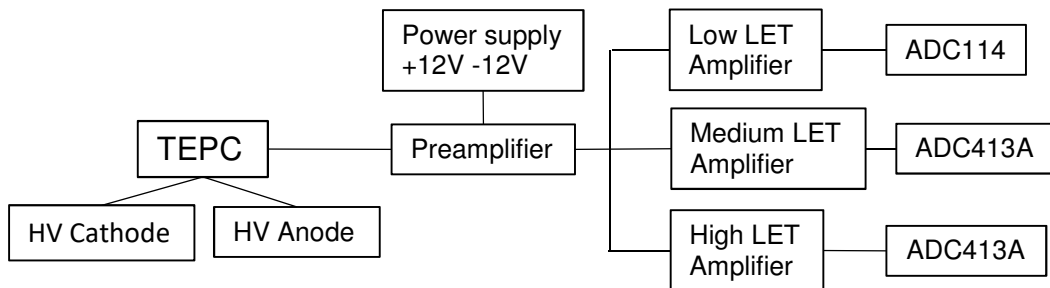 Power supply
+12V -12V
Low LET
Amplifier
ADC114
TEPC
Preamplifier
Medium LET
Amplifier
ADC413A
HV Cathode
HV Anode
High LET
Amplifier
ADC413A